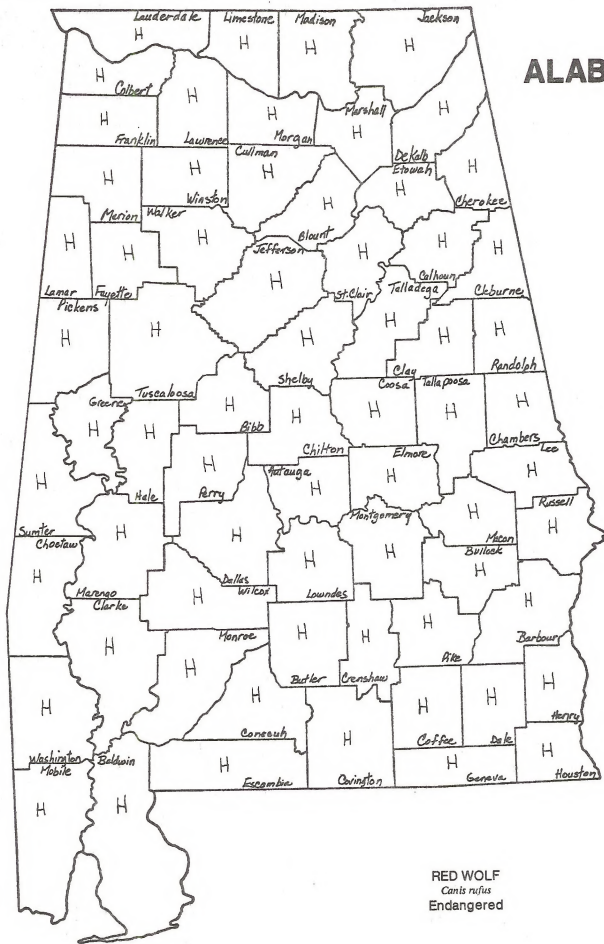 ALAB
Lauderdale Limestone Madison Jackson
H H H H
Colbert H
H H Marshall
Franklin Lawrence Morgan H H
H Cullman DeKalb
H H H Etowah
Winston H H
Marion Walker Cherokee
H H H Blount H H
H Jefferson H Calhoun
H St. Clair Talladega H
Lamar Fayette Cleburne
Pickens H H H
H H H Clay Randolph
Greene Tuscaloosa Shelby Coosa Tallapoosa
H H H H H H
Bibb Chilton Elmore Chambers
H H H Autauga H H Lee
Hale Perry H Montgomery H Russell
Sumter H H H H Macon H
Choctaw H Bullock
H Dallas H
Marengo Wilcox Lowndes H
Clarke H H
H Monroe H H Pike Barbour
H Butler Crenshaw H
H H H H Henry
Conecuh Coffee Dale
Washington Baldwin H H H H
Mobile Escambia Covington Geneva Houston
H H
RED WOLF
Canis rufus
Endangered